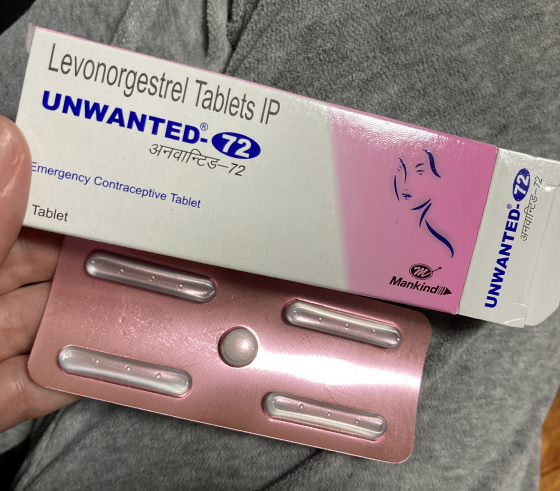 Levonorgestrel Tablets IP
UNWANTED®-72
अनवान्टिड-72
Emergency Contraceptive Tablet
Tablet
Mankind
UNWANTED®-72
अनवान्टिड-72